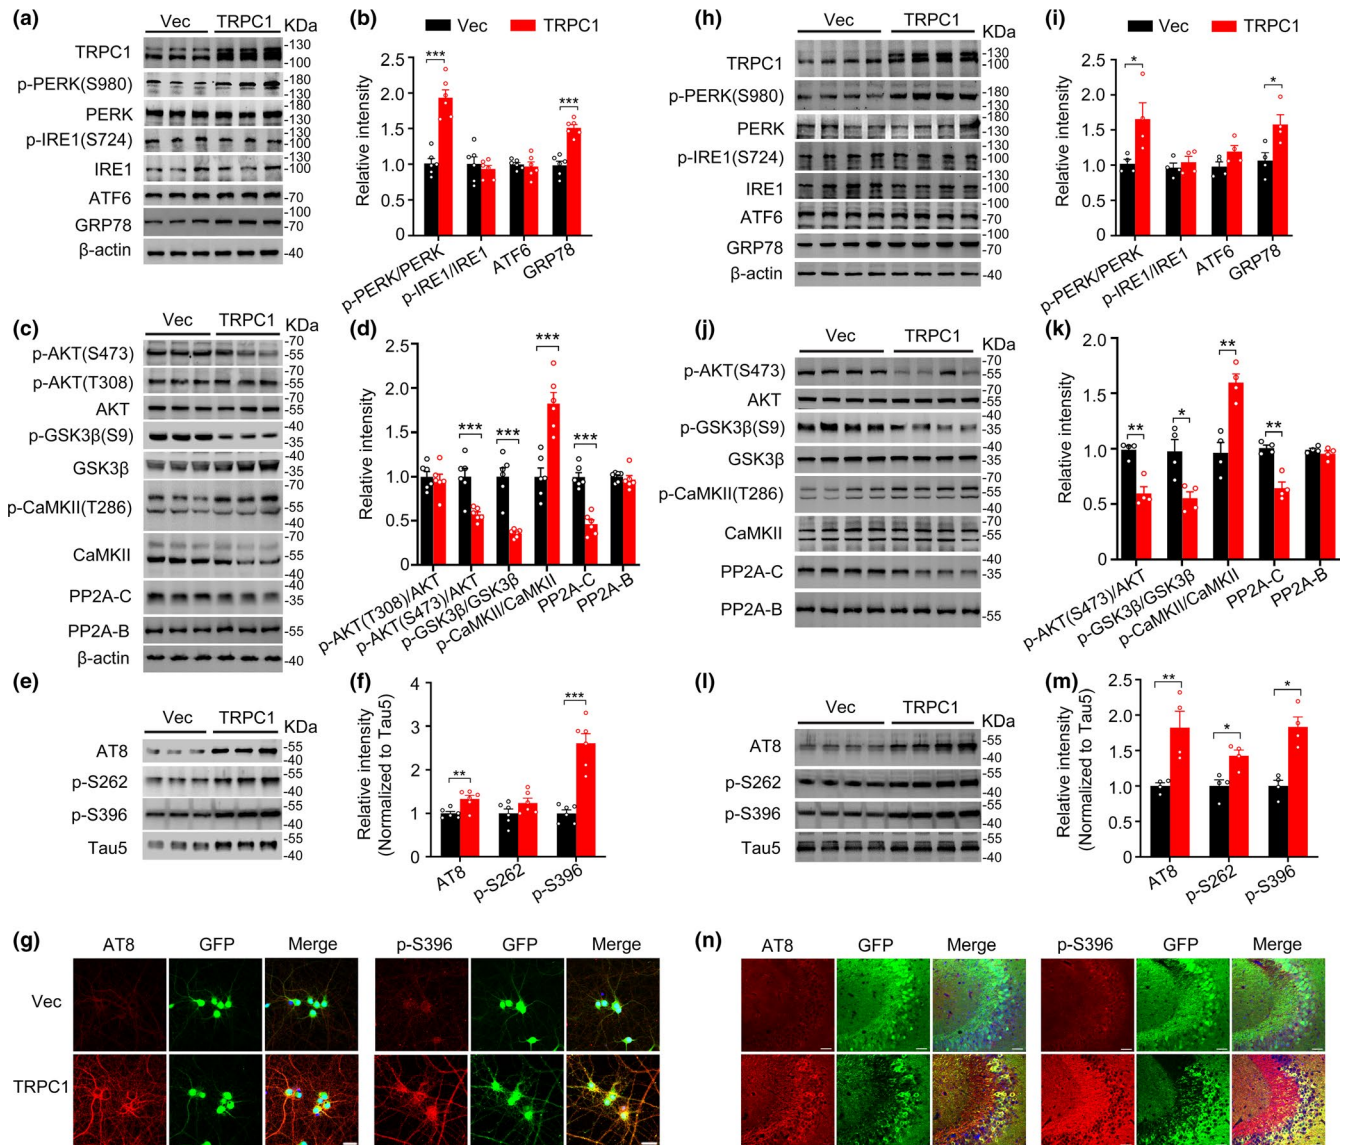 (a)
Vec TRPC1
KDa
TRPC1
-130
-100
p-PERK(S980)
-180
-130
PERK
-180
-130
p-IRE1(S724)
-130
-100
IRE1
-130
-100
ATF6
-70
GRP78
-100
-70
β-actin
-40
(b)
Vec TRPC1
Relative intensity
2.5
2.0
1.5
1.0
0.5
0
***
***
p-PERK/PERK
p-IRE1/IRE1
ATF6
GRP78
(c)
Vec TRPC1
KDa
p-AKT(S473)
-70
-55
p-AKT(T308)
-70
-55
AKT
-70
-55
p-GSK3β(S9)
-55
-40
-35
GSK3β
-55
-40
-35
p-CaMKII(T286)
-70
-55
-40
CaMKII
-70
-55
-40
PP2A-C
-40
-35
PP2A-B
-55
β-actin
-40
(d)
Relative intensity
2.5
2.0
1.5
1.0
0.5
0
***
***
***
***
p-AKT(T308)/AKT
p-AKT(S473)/AKT
p-GSK3β/GSK3β
p-CaMKII/CaMKII
PP2A-C
PP2A-B
(e)
Vec TRPC1
KDa
AT8
-55
-40
p-S262
-55
-40
p-S396
-55
-40
Tau5
-55
-40
(f)
Relative intensity
(Normalized to Tau5)
4
3
2
1
0
**
***
AT8
p-S262
p-S396
(g)
AT8 GFP Merge p-S396 GFP Merge
Vec
TRPC1
(h)
Vec TRPC1
KDa
TRPC1
-130
-100
p-PERK(S980)
-180
-130
PERK
-180
-130
p-IRE1(S724)
-130
-100
IRE1
-130
-100
ATF6
-100
-70
GRP78
-100
-70
β-actin
-40
(i)
Vec TRPC1
Relative intensity
2.5
2.0
1.5
1.0
0.5
0
*
*
p-PERK/PERK
p-IRE1/IRE1
ATF6
GRP78
(j)
Vec TRPC1
KDa
p-AKT(S473)
-70
-55
AKT
-70
-55
p-GSK3β(S9)
-55
-40
GSK3β
-55
-40
p-CaMKII(T286)
-70
-55
-40
CaMKII
-70
-55
-40
PP2A-C
-40
-35
PP2A-B
-55
(k)
Relative intensity
2.0
1.5
1.0
0.5
0
**
*
**
**
p-AKT(S473)/AKT
p-GSK3β/GSK3β
p-CaMKII/CaMKII
PP2A-C
PP2A-B
(l)
Vec TRPC1
KDa
AT8
-55
-40
p-S262
-55
-40
p-S396
-55
-40
Tau5
-55
-40
(m)
Relative intensity
(Normalized to Tau5)
2.5
2.0
1.5
1.0
0.5
0
**
*
*
AT8
p-S262
p-S396
(n)
AT8 GFP Merge p-S396 GFP Merge